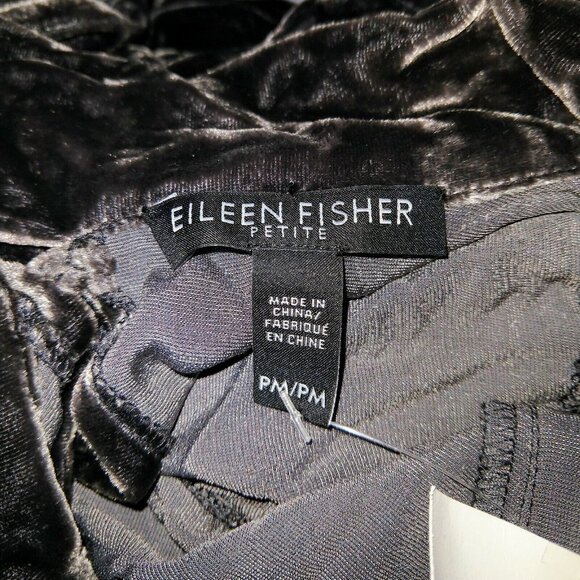 EILEEN FISHER
PETITE
MADE IN
CHINA/
FABRIQUÉ
EN CHINE
PM/PM